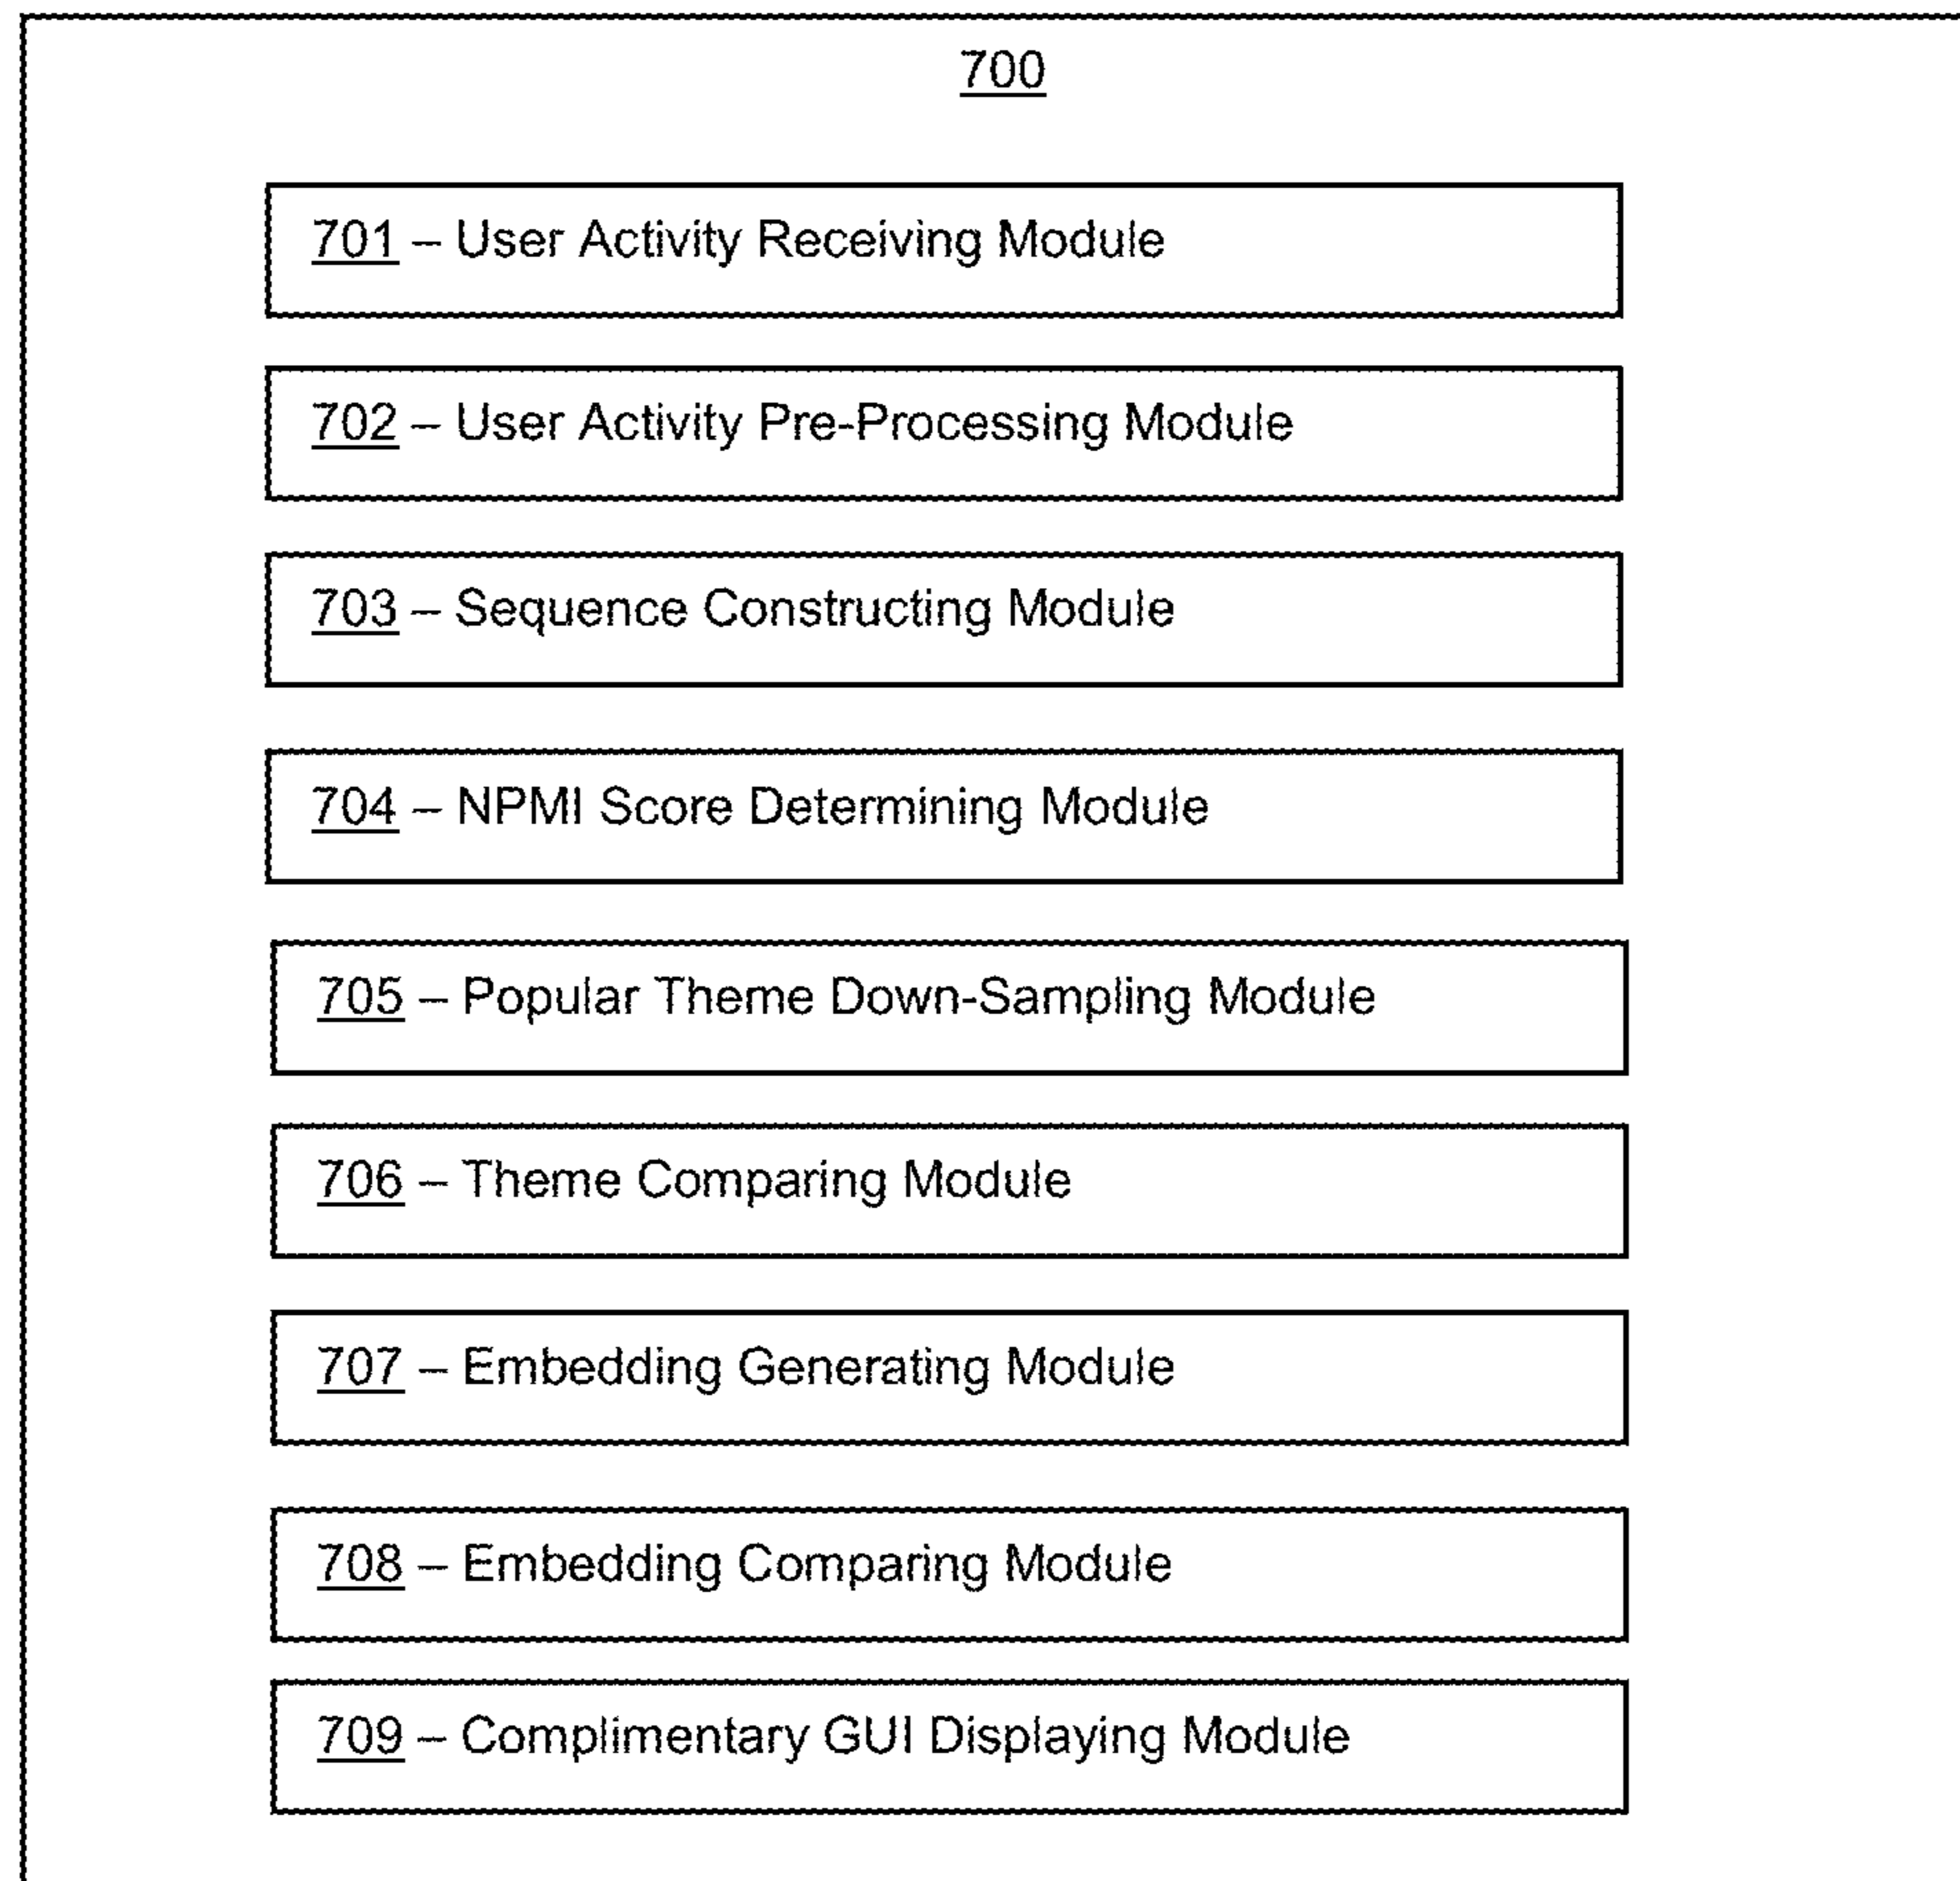 700
701 – User Activity Receiving Module
702 – User Activity Pre-Processing Module
703 – Sequence Constructing Module
704 – NPMI Score Determining Module
705 – Popular Theme Down-Sampling Module
706 – Theme Comparing Module
707 – Embedding Generating Module
708 – Embedding Comparing Module
709 – Complimentary GUI Displaying Module